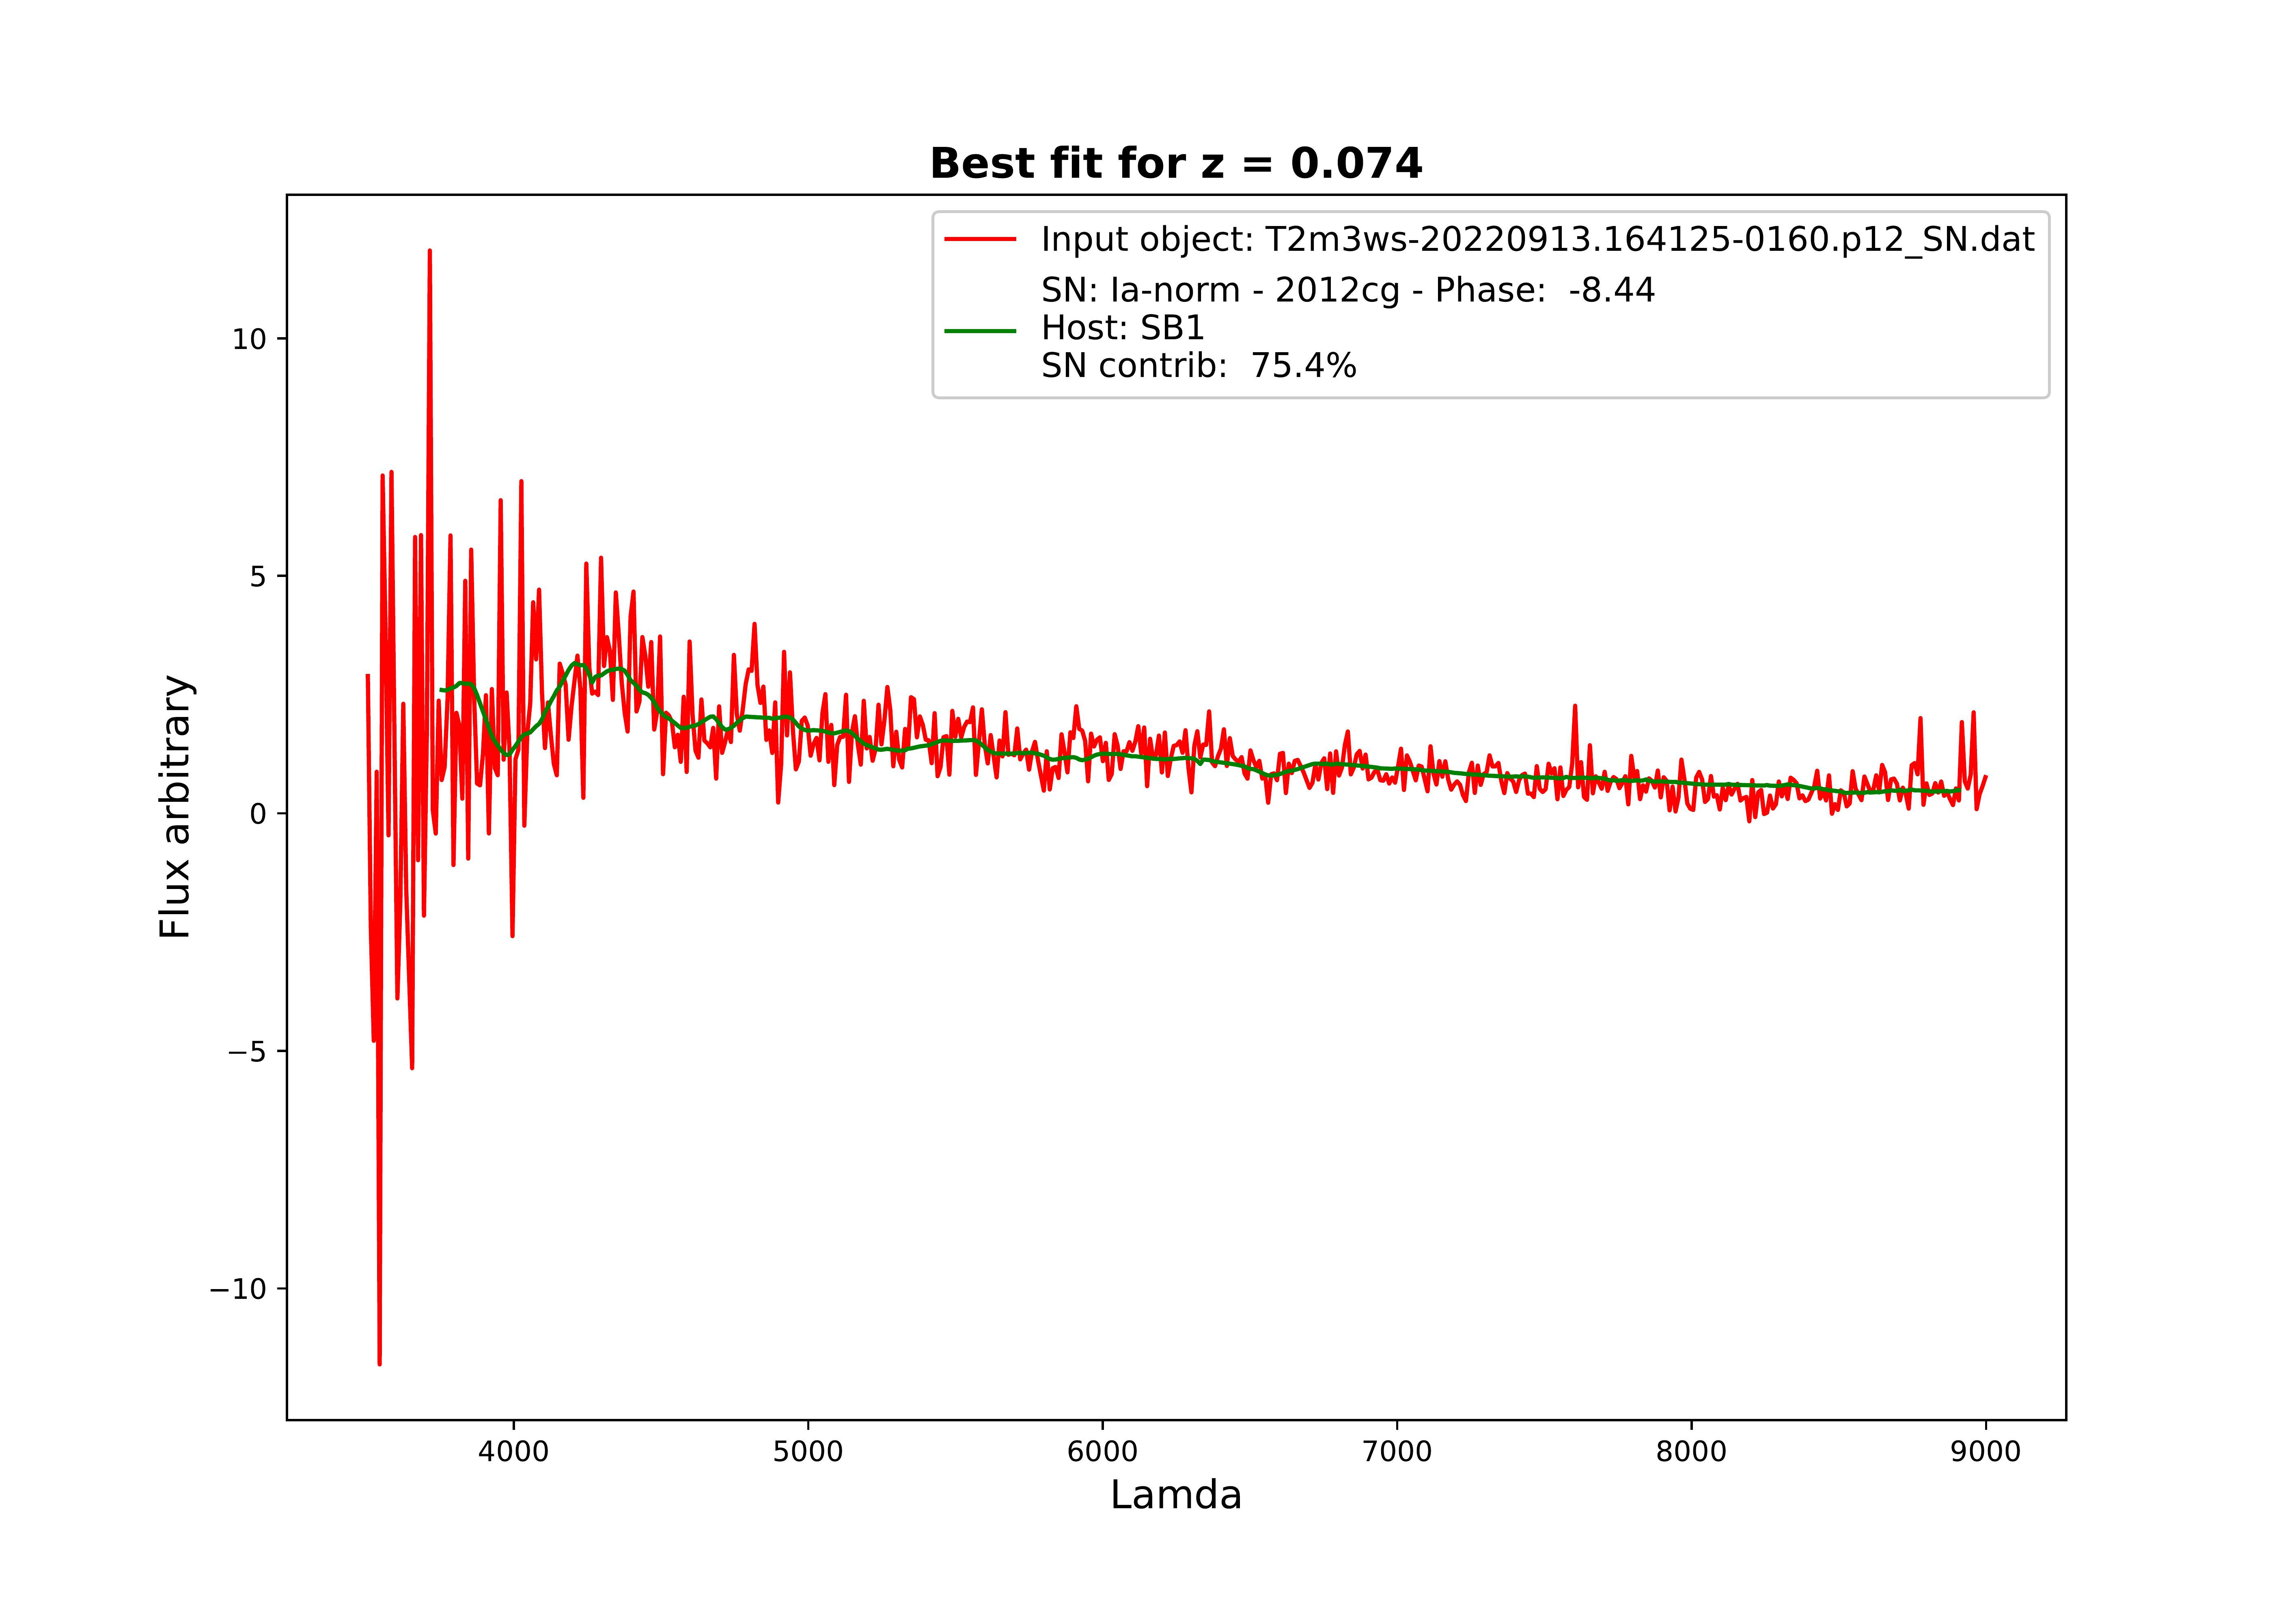 Best fit for z = 0.074
Input object: T2m3ws-20220913.164125-0160.p12_SN.dat
SN: Ia-norm - 2012cg - Phase:  -8.44
Host: SB1
SN contrib:  75.4%
Flux arbitrary
10
5
0
−5
−10
4000
5000
6000
7000
8000
9000
Lamda